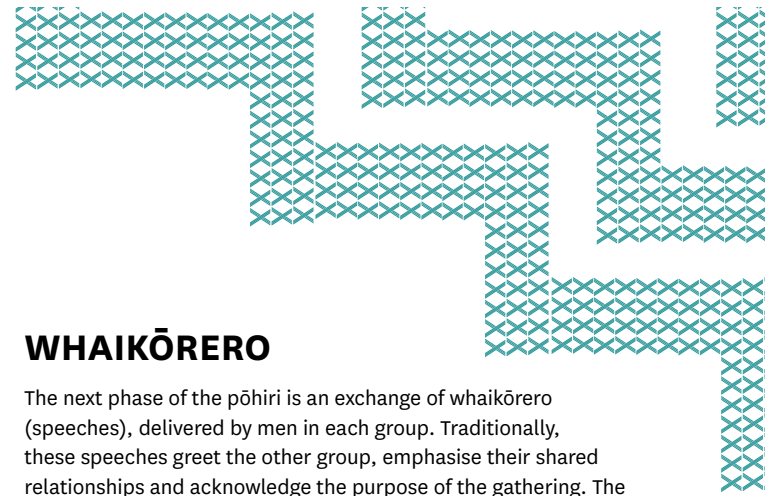 WHAIKŌRERO
The next phase of the pōhiri is an exchange of whaikōrero
(speeches), delivered by men in each group. Traditionally,
these speeches greet the other group, emphasise their shared
relationships and acknowledge the purpose of the gathering. The